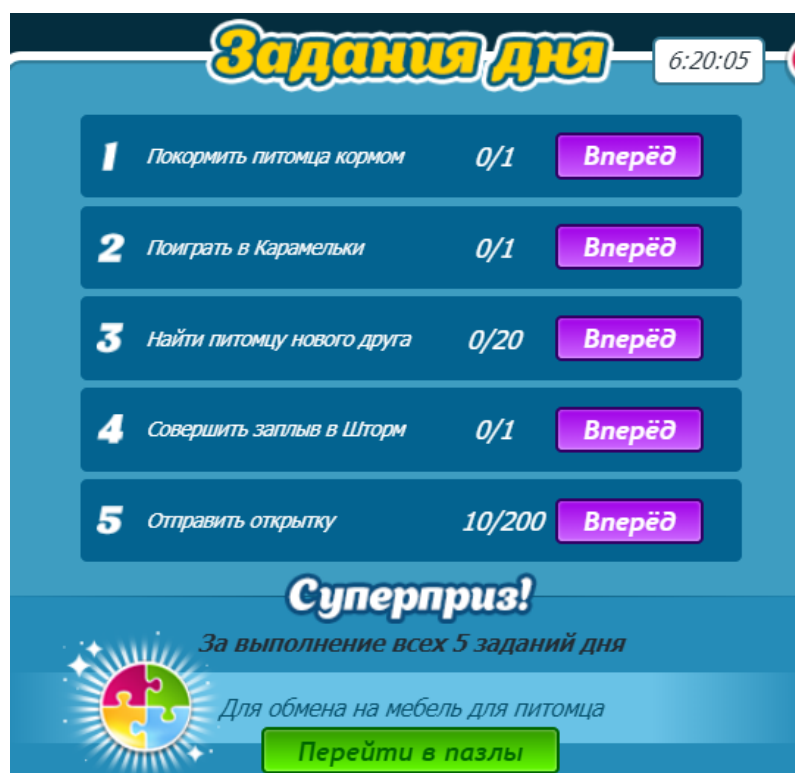 Задания дня 6:20:05
1 Покормить питомца кормом 0/1 Вперёд
2 Поиграть в Карамельки 0/1 Вперёд
3 Найти питомцу нового друга 0/20 Вперёд
4 Совершить заплыв в Шторм 0/1 Вперёд
5 Отправить открытку 10/200 Вперёд
Суперприз!
За выполнение всех 5 заданий дня
Для обмена на мебель для питомца
Перейти в пазлы